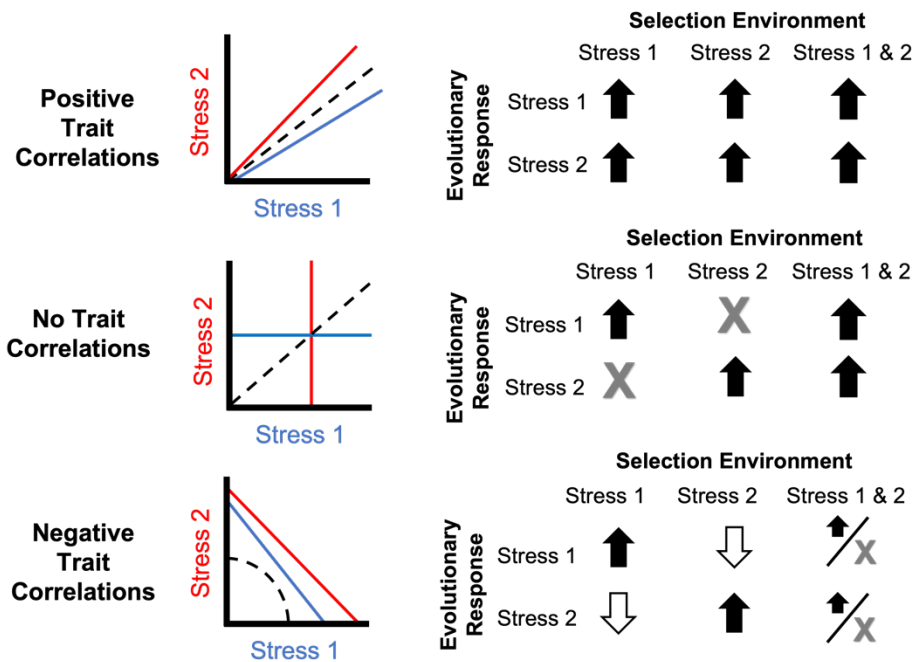 Positive
Trait
Correlations
Stress 2
Stress 1
Selection Environment
Stress 1 Stress 2 Stress 1 & 2
Evolutionary
Response
Stress 1
Stress 2
No Trait
Correlations
Stress 2
Stress 1
Selection Environment
Stress 1 Stress 2 Stress 1 & 2
Evolutionary
Response
Stress 1 X
Stress 2 X
Negative
Trait
Correlations
Stress 2
Stress 1
Selection Environment
Stress 1 Stress 2 Stress 1 & 2
Evolutionary
Response
Stress 1 / X
Stress 2 / X